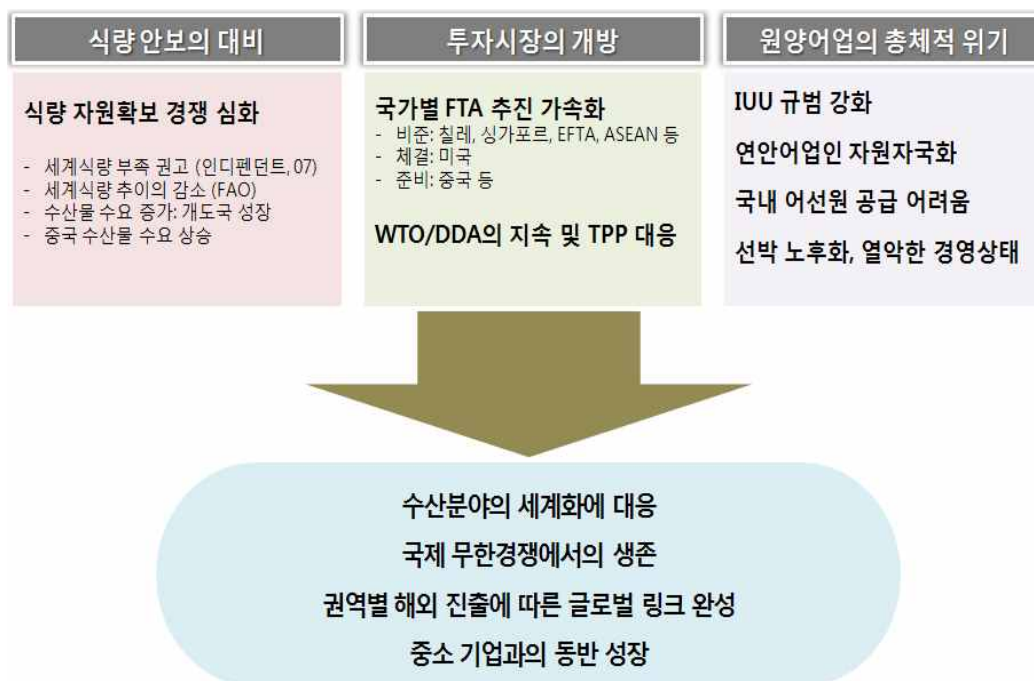 식량 안보의 대비
식량 자원확보 경쟁 심화
- 세계식량 부족 권고 (인디펜던트, 07)
- 세계식량 추이의 감소 (FAO)
- 수산물 수요 증가: 개도국 성장
- 중국 수산물 수요 상승
투자시장의 개방
국가별 FTA 추진 가속화
- 비준: 칠레, 싱가포르, EFTA, ASEAN 등
- 체결: 미국
- 준비: 중국 등
WTO/DDA의 지속 및 TPP 대응
원양어업의 총체적 위기
IUU 규범 강화
연안어업인 자원자국화
국내 어선원 공급 어려움
선박 노후화, 열악한 경영상태
수산분야의 세계화에 대응
국제 무한경쟁에서의 생존
권역별 해외 진출에 따른 글로벌 링크 완성
중소 기업과의 동반 성장